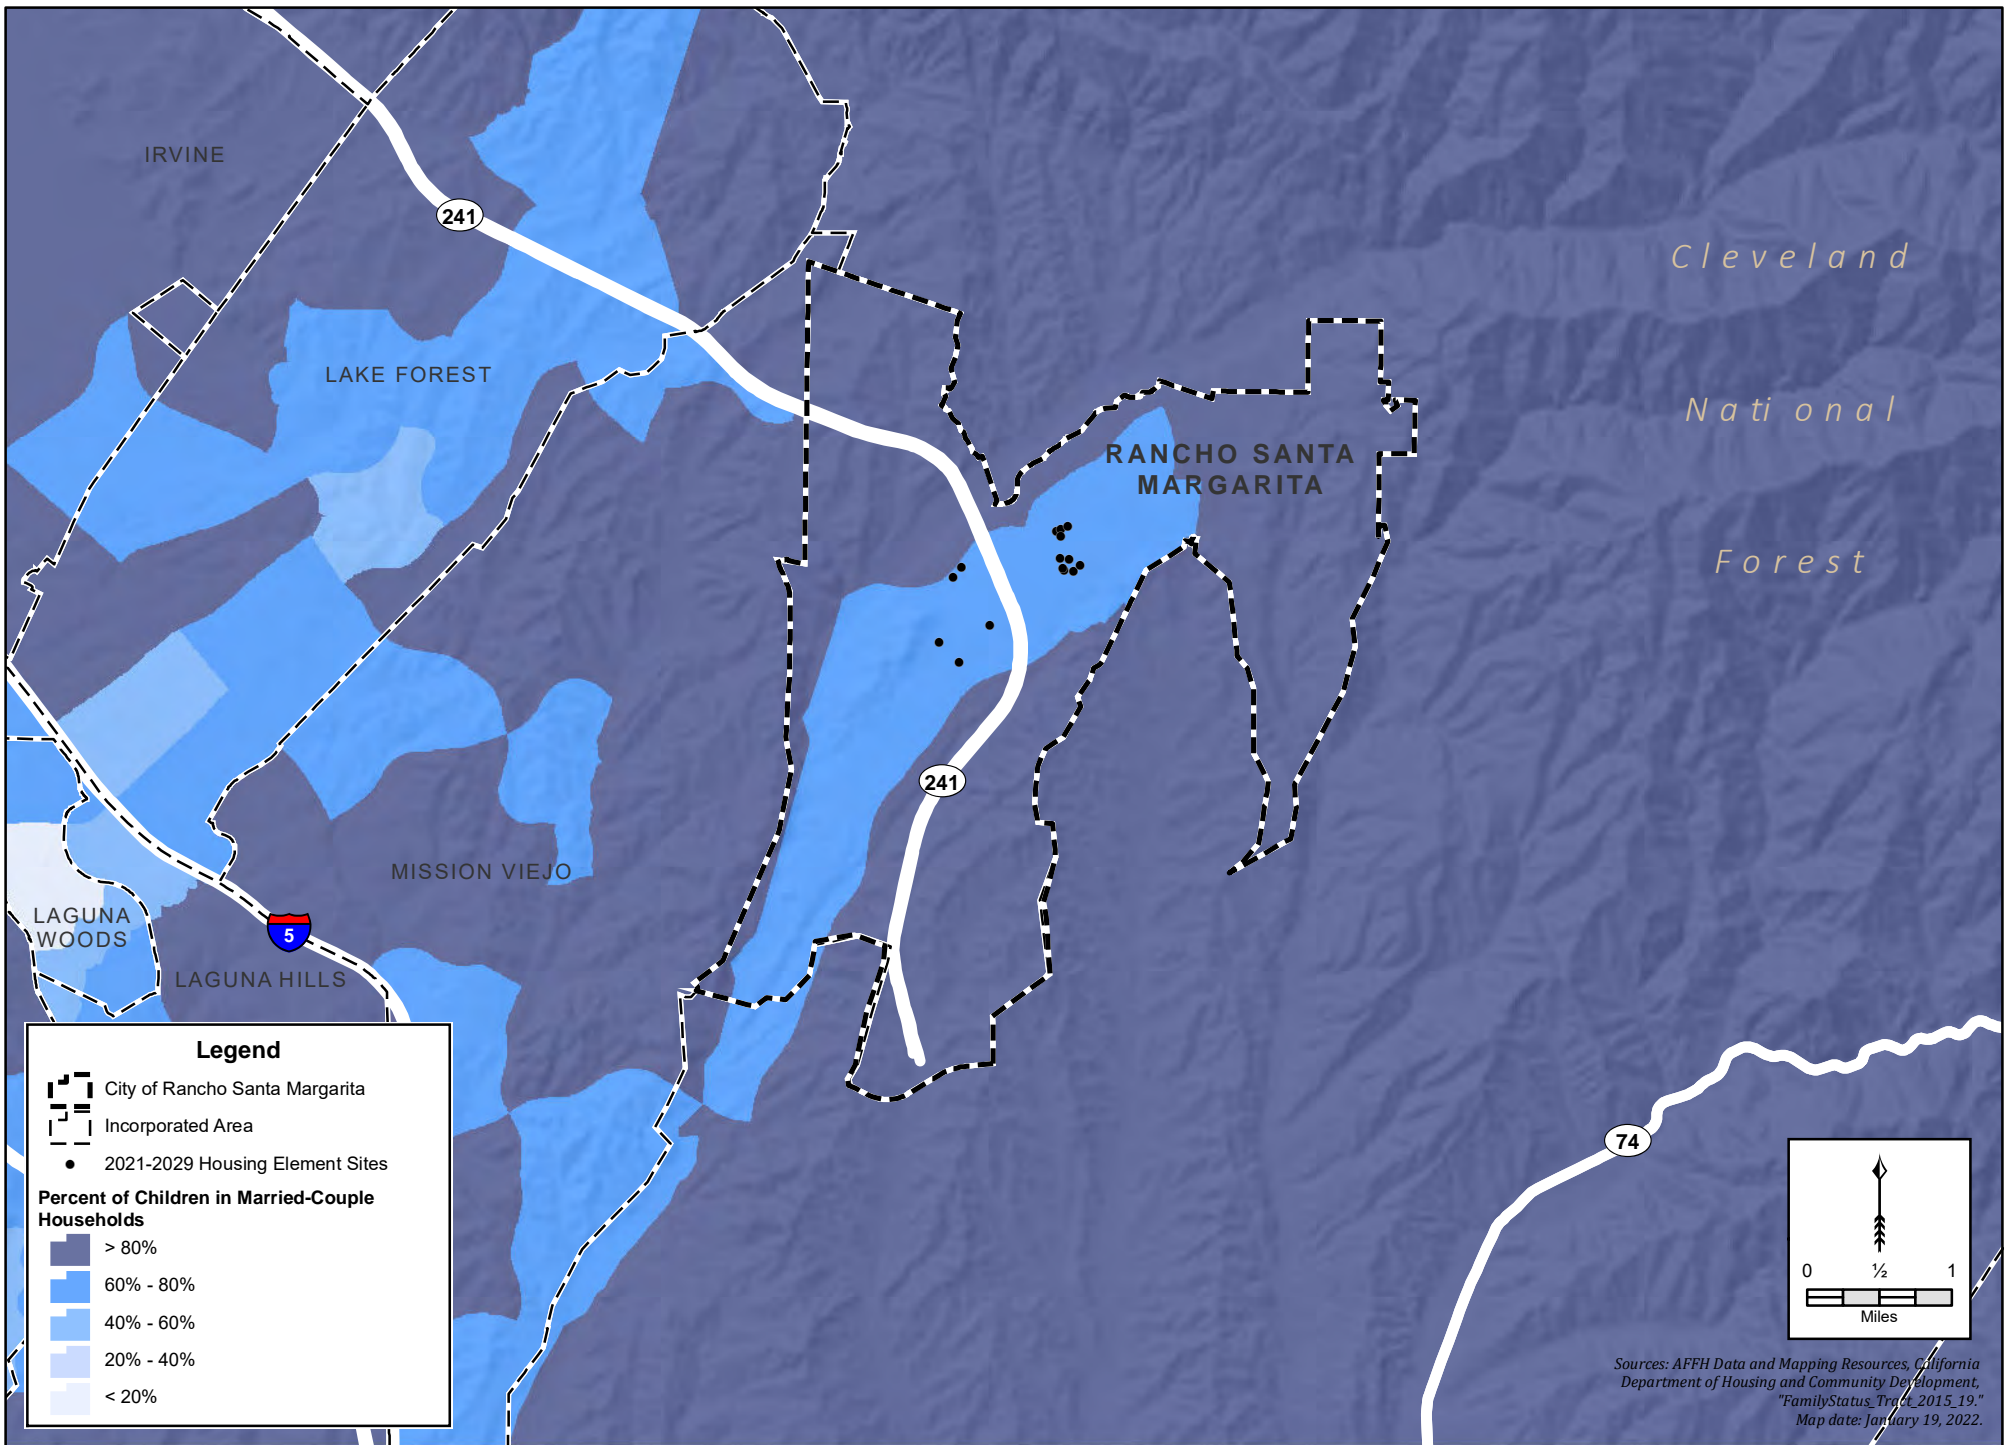 IRVINE
241
Cleveland
LAKE FOREST
National
RANCHO SANTA
MARGARITA
Forest
241
MISSION VIEJO
LAGUNA
WOODS
5
LAGUNA HILLS
74
Legend
City of Rancho Santa Margarita
Incorporated Area
2021-2029 Housing Element Sites
Percent of Children in Married-Couple
Households
> 80%
60% - 80%
40% - 60%
20% - 40%
< 20%
0 ½ 1
Miles
Sources: AFFH Data and Mapping Resources, California
Department of Housing and Community Development,
"FamilyStatus_Tract_2015_19."
Map date: January 19, 2022.